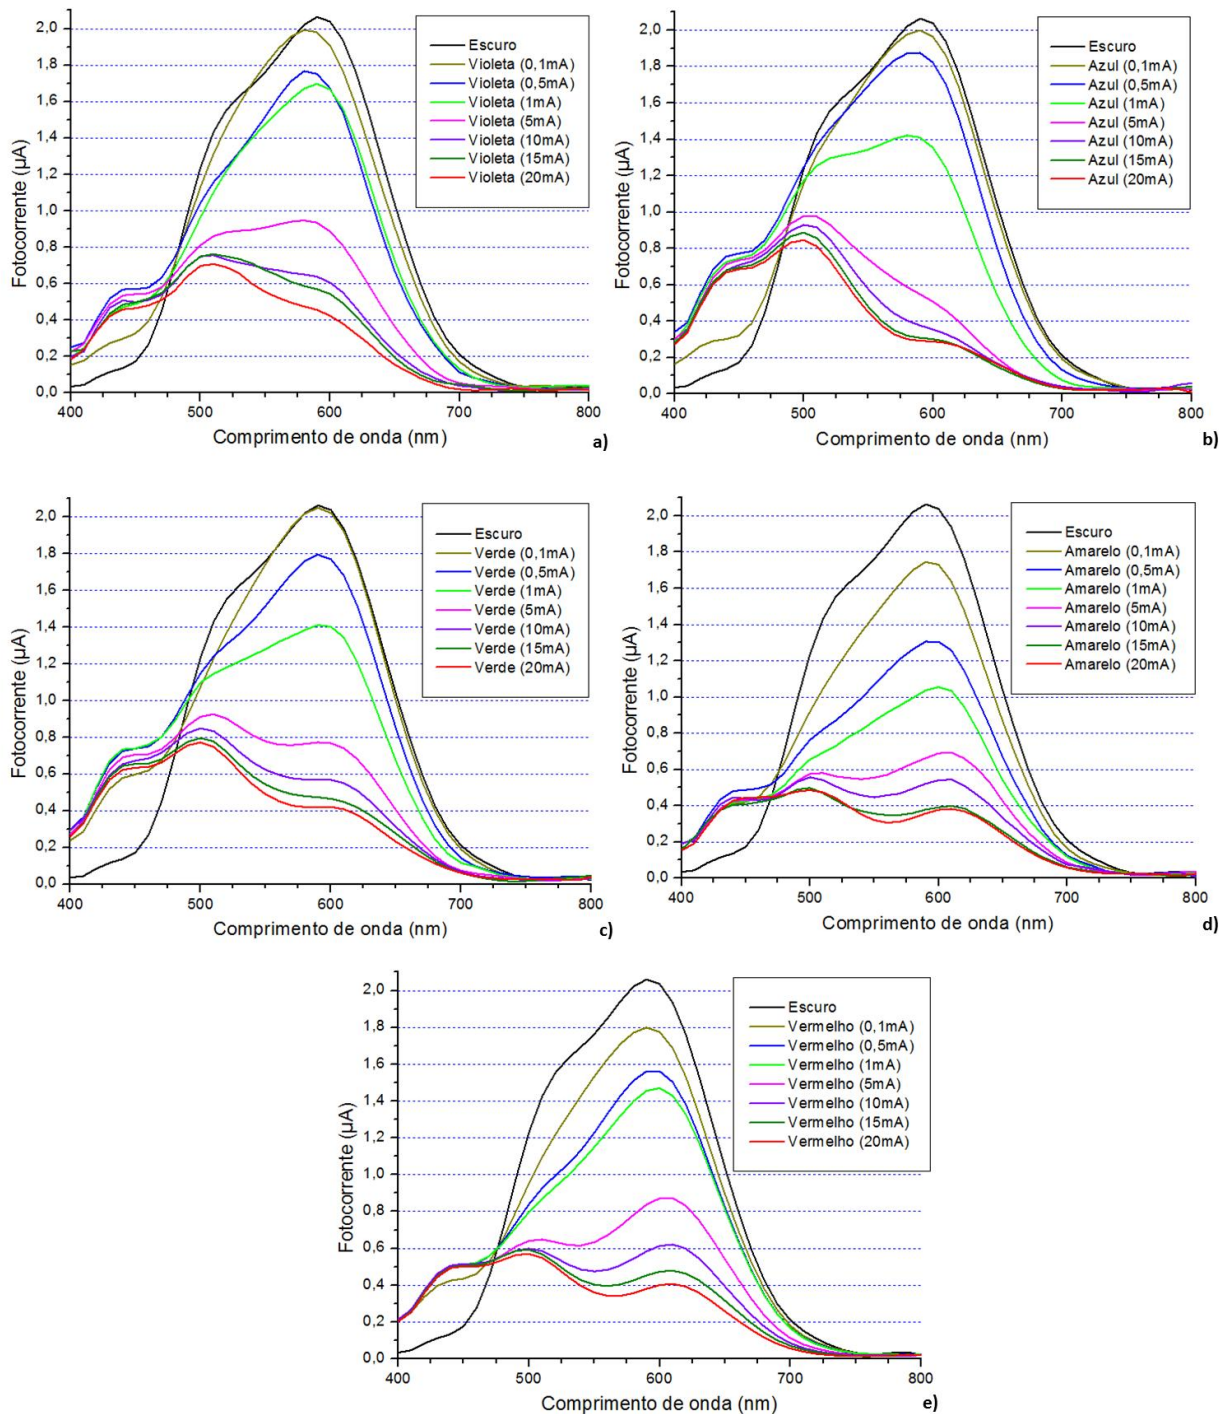 Fotocorrente (µA)
2,0
1,8
1,6
1,4
1,2
1,0
0,8
0,6
0,4
0,2
0,0
400
500
600
700
800
Comprimento de onda (nm)
Escuro
Violeta (0,1mA)
Violeta (0,5mA)
Violeta (1mA)
Violeta (5mA)
Violeta (10mA)
Violeta (15mA)
Violeta (20mA)
a)
Fotocorrente (µA)
2,0
1,8
1,6
1,4
1,2
1,0
0,8
0,6
0,4
0,2
0,0
400
500
600
700
800
Comprimento de onda (nm)
Escuro
Azul (0,1mA)
Azul (0,5mA)
Azul (1mA)
Azul (5mA)
Azul (10mA)
Azul (15mA)
Azul (20mA)
b)
Fotocorrente (µA)
2,0
1,8
1,6
1,4
1,2
1,0
0,8
0,6
0,4
0,2
0,0
400
500
600
700
800
Comprimento de onda (nm)
Escuro
Verde (0,1mA)
Verde (0,5mA)
Verde (1mA)
Verde (5mA)
Verde (10mA)
Verde (15mA)
Verde (20mA)
c)
Fotocorrente (µA)
2,0
1,8
1,6
1,4
1,2
1,0
0,8
0,6
0,4
0,2
0,0
400
500
600
700
800
Comprimento de onda (nm)
Escuro
Amarelo (0,1mA)
Amarelo (0,5mA)
Amarelo (1mA)
Amarelo (5mA)
Amarelo (10mA)
Amarelo (15mA)
Amarelo (20mA)
d)
Fotocorrente (µA)
2,0
1,8
1,6
1,4
1,2
1,0
0,8
0,6
0,4
0,2
0,0
400
500
600
700
800
Comprimento de onda (nm)
Escuro
Vermelho (0,1mA)
Vermelho (0,5mA)
Vermelho (1mA)
Vermelho (5mA)
Vermelho (10mA)
Vermelho (15mA)
Vermelho (20mA)
e)